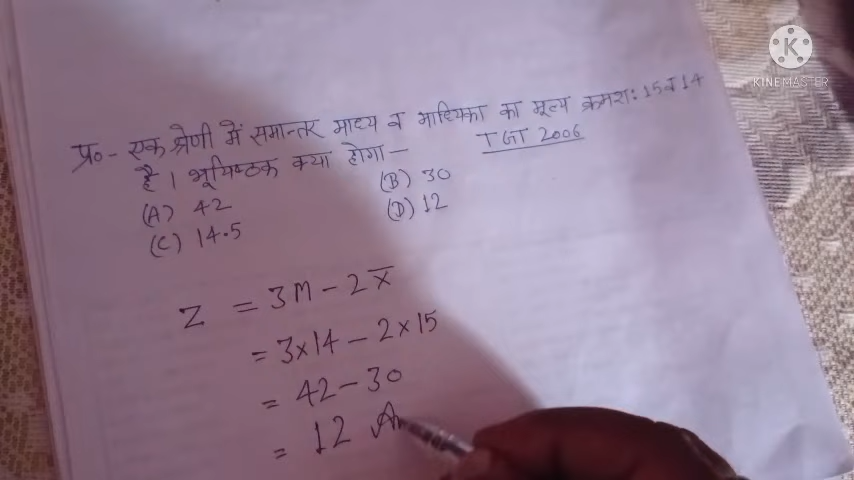 KINEMASTER
प्र०- एक श्रेणी में समान्तर माध्य व माध्यिका का मूल्य क्रमश: 15 व 14
है। भूयिष्ठक क्या होगा — TGT 2006
(A) 42 (B) 30
(C) 14.5 (D) 12
Z = 3M - 2X̅
= 3×14 - 2×15
= 42 - 30
= 12 An